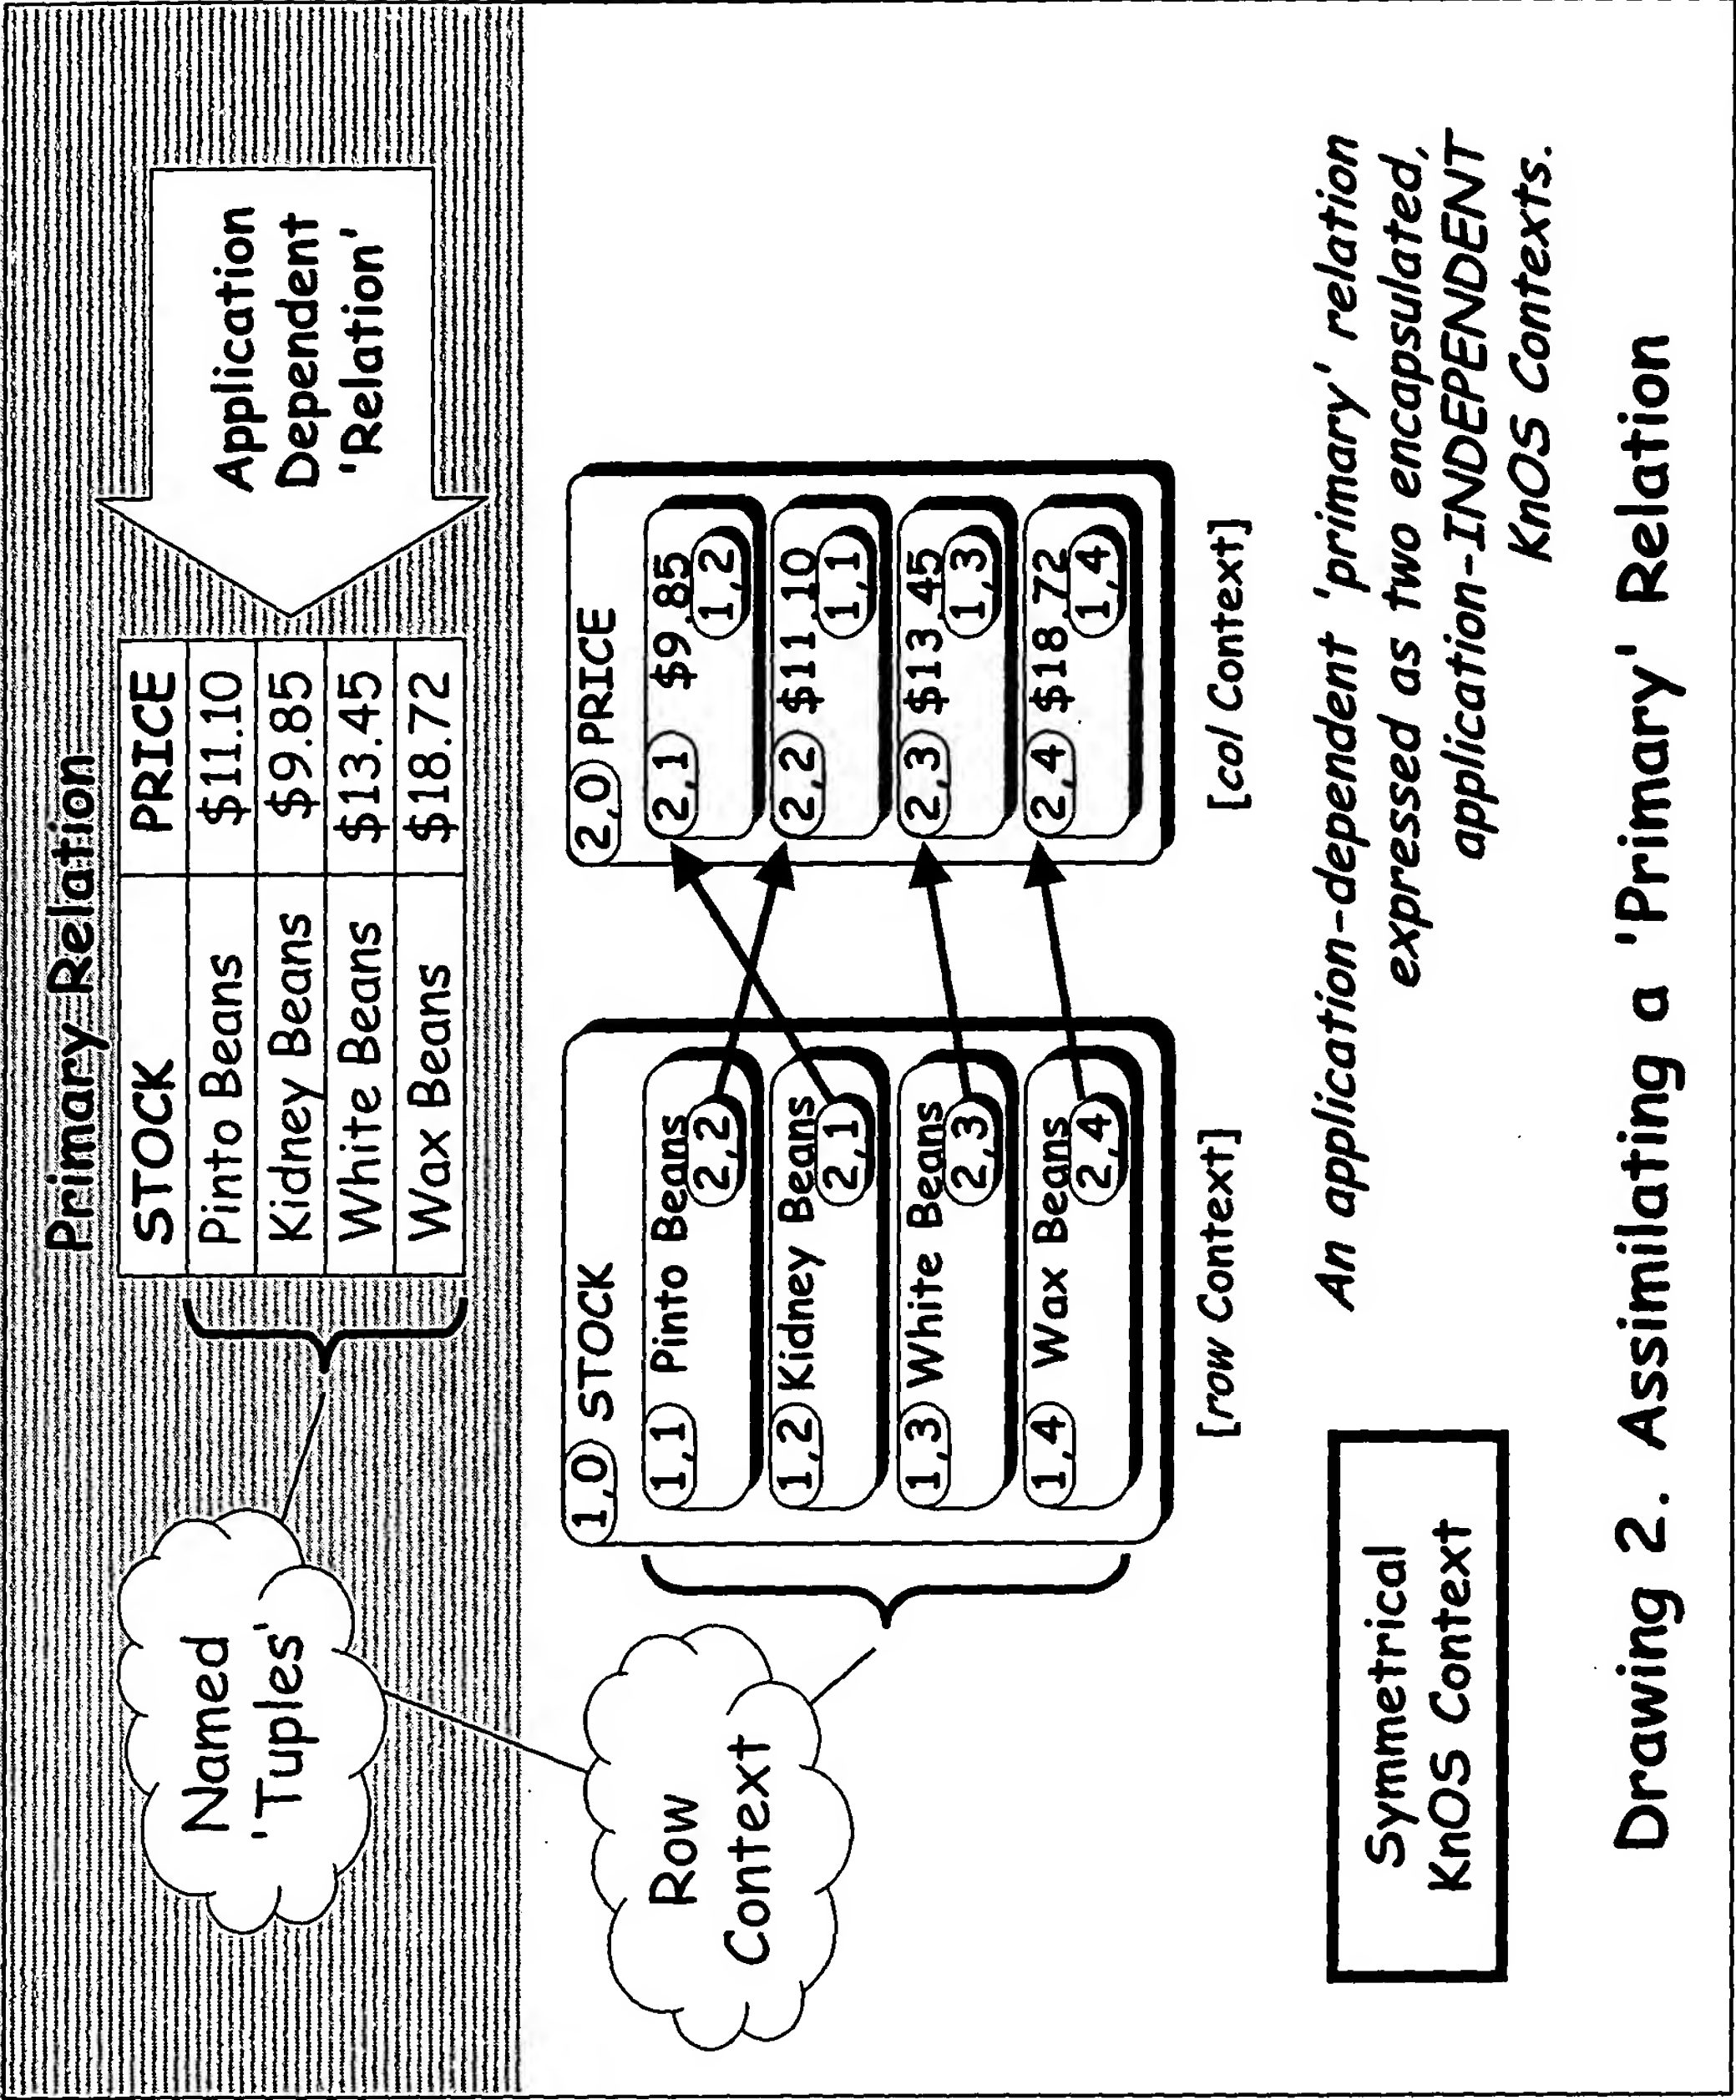 Primary Relation
STOCK PRICE
Pinto Beans $11.10
Kidney Beans $9.85
White Beans $13.45
Wax Beans $18.72
Named
'Tuples'
Application
Dependent
'Relation'
Row
Context
1,0 STOCK
1,1 Pinto Beans
2,2
1,2 Kidney Beans
2,1
1,3 White Beans
2,3
1,4 Wax Beans
2,4
[row Context]
2,0 PRICE
2,1 $9.85
1,2
2,2 $11.10
1,1
2,3 $13.45
1,3
2,4 $18.72
1,4
[col Context]
Symmetrical
KnOS Context
An application-dependent 'primary' relation
expressed as two encapsulated,
application-INDEPENDENT
KnOS Contexts.
Drawing 2. Assimilating a 'Primary' Relation